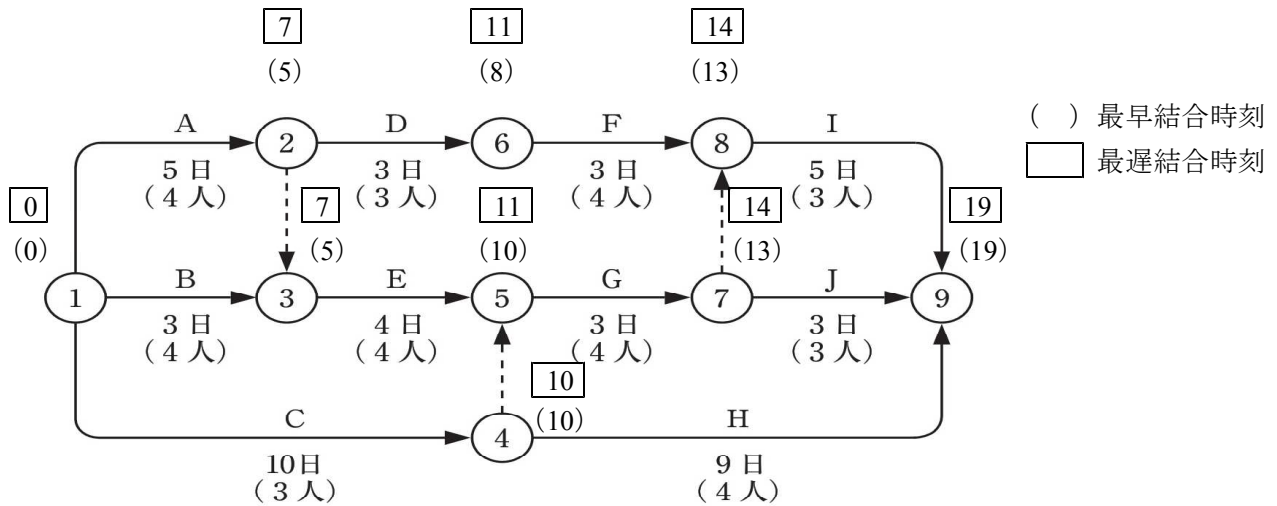 7
11
14
(5)
(8)
(13)
A
D
F
I
( ) 最早結合時刻
2
6
8
最遅結合時刻
5日
3日
3日
5日
(4人)
(3人)
(4人)
(3人)
0
7
11
14
19
(0)
(5)
(10)
(13)
(19)
B
E
G
J
1
3
5
7
9
3日
4日
3日
3日
(4人)
(4人)
(4人)
(3人)
10
(10)
C
H
4
10日
9日
(3人)
(4人)